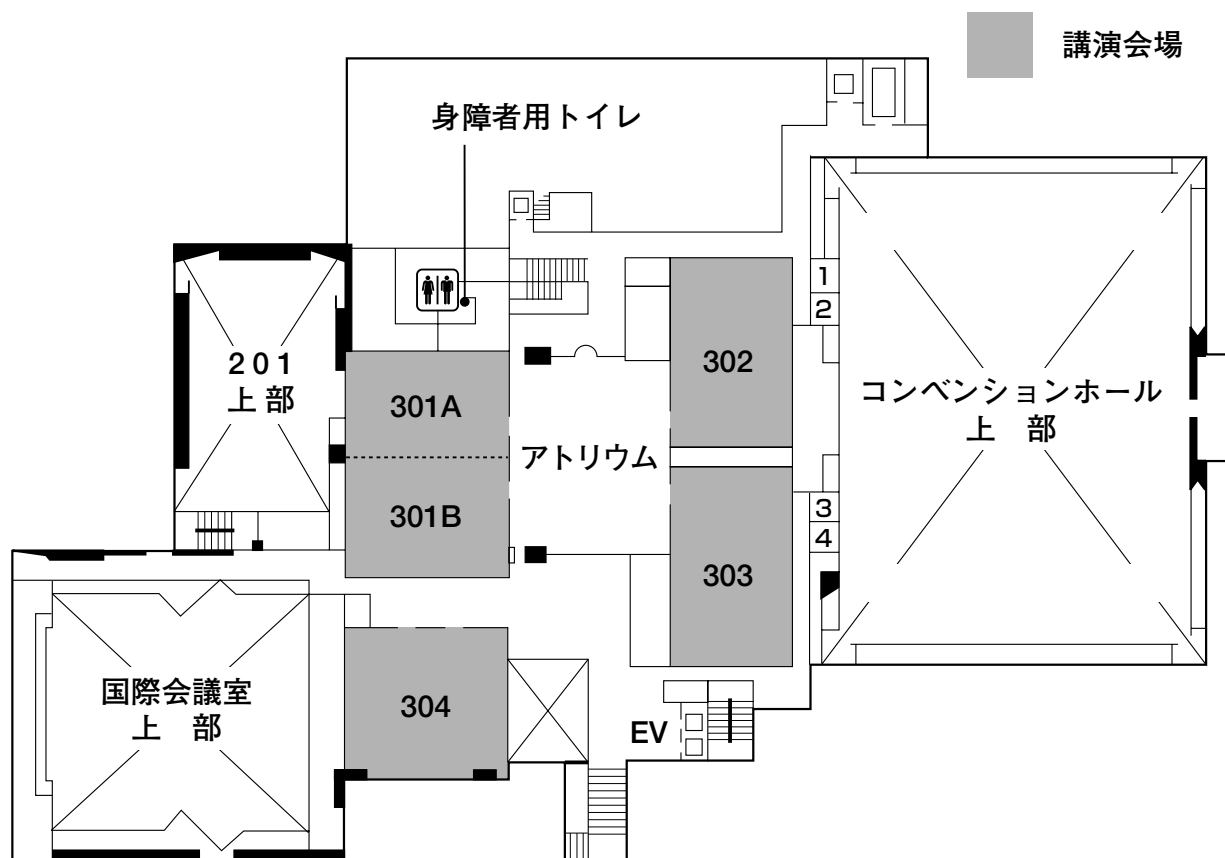 講演会場
身障者用トイレ
1
2
201
上部
302
コンベンションホール
上 部
301A
アトリウム
301B
3
4
303
国際会議室
上 部
304
EV